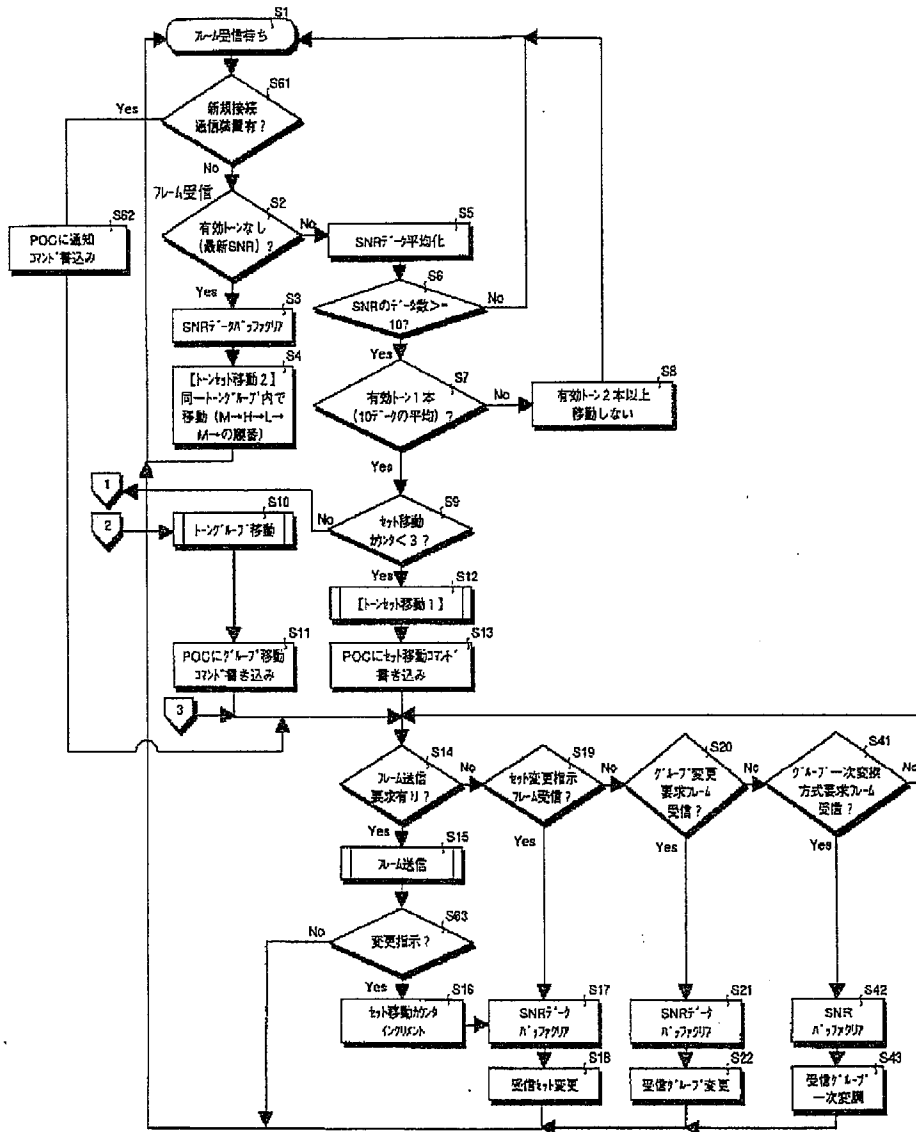 S1
フレーム受信待ち
S61
Yes
新規接続
通信装置有?
No
フレーム受信
S62
POCに通知
コマンド書込み
S2
有効トーンなし
(最新SNR)?
No
S5
SNRデータ平均化
Yes
S3
SNRデータバッファクリア
S6
SNRのデータ数>=
10?
No
S4
【トーンセット移動2】
同一トーングループ内で
移動(M→H→L→
M→の順番)
Yes
S7
有効トーン1本
(10データの平均)?
No
S8
有効トーン2本以上
移動しない
Yes
1
S9
No
セット移動
カウンタ<3?
2
S10
トーングループ移動
Yes
S12
【トーンセット移動1】
S11
POCにグループ移動
コマンド書き込み
S13
POCにセット移動コマンド
書き込み
3
S14
フレーム送信
要求有り?
No
S19
セット変更指示
フレーム受信?
No
S20
グループ変更
要求フレーム
受信?
No
S41
グループ一次変換
方式要求フレーム
受信?
No
Yes
Yes
Yes
Yes
S15
フレーム送信
S63
No
変更指示?
Yes
S16
セット移動カウンタ
インクリメント
S17
SNRデータ
バッファクリア
S21
SNRデータ
バッファクリア
S42
SNR
バッファクリア
S18
受信セット変更
S22
受信グループ変更
S43
受信グループ
一次変調